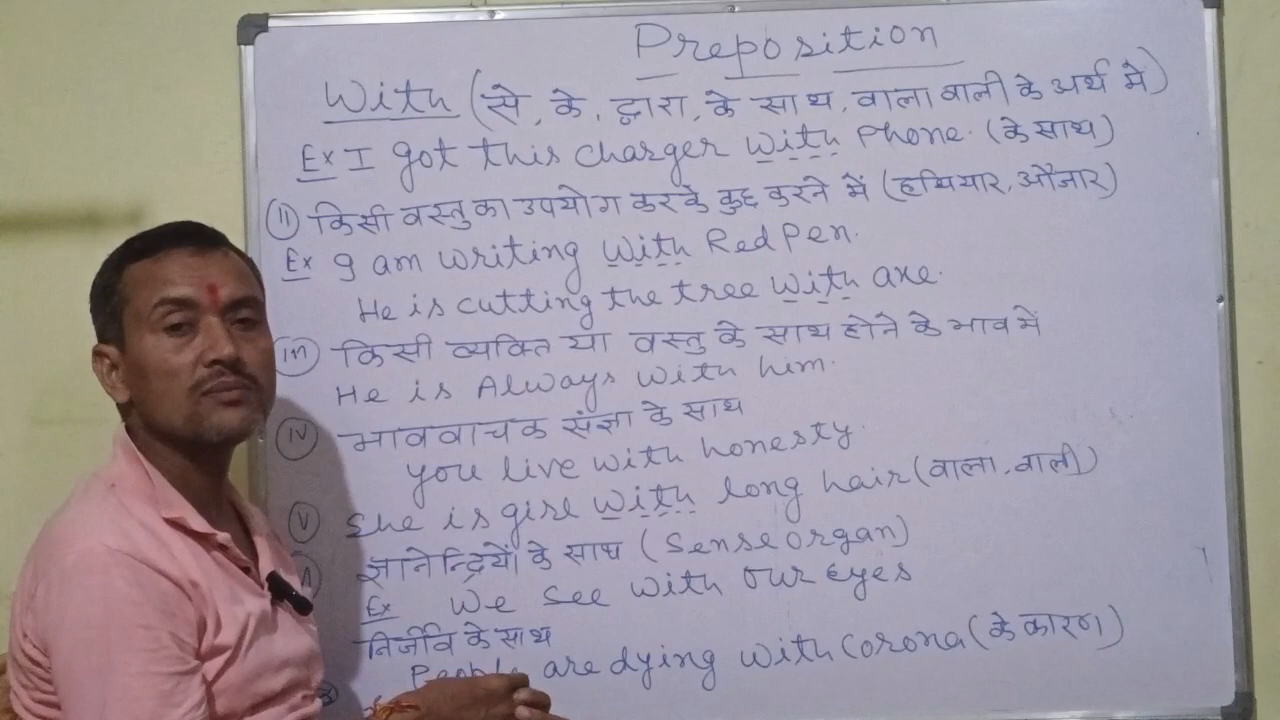 Preposition
With (से, के, द्वारा, के साथ, वाला वाली के अर्थ में)
Ex I got this charger with phone. (के साथ)
(II) किसी वस्तु का उपयोग करके कुछ करने में (हथियार, औजार)
Ex I am writing with Red Pen.
He is cutting the tree with axe.
(III) किसी व्यक्ति या वस्तु के साथ होने के भाव में
He is Always with him.
(IV) भाववाचक संज्ञा के साथ
you live with honesty.
(V) She is girl with long hair (वाला, वाली)
ज्ञानेन्द्रियों के साथ (Sense Organ)
Ex We see with our Eyes
निर्जीव के साथ
People are dying with Corona (के कारण)